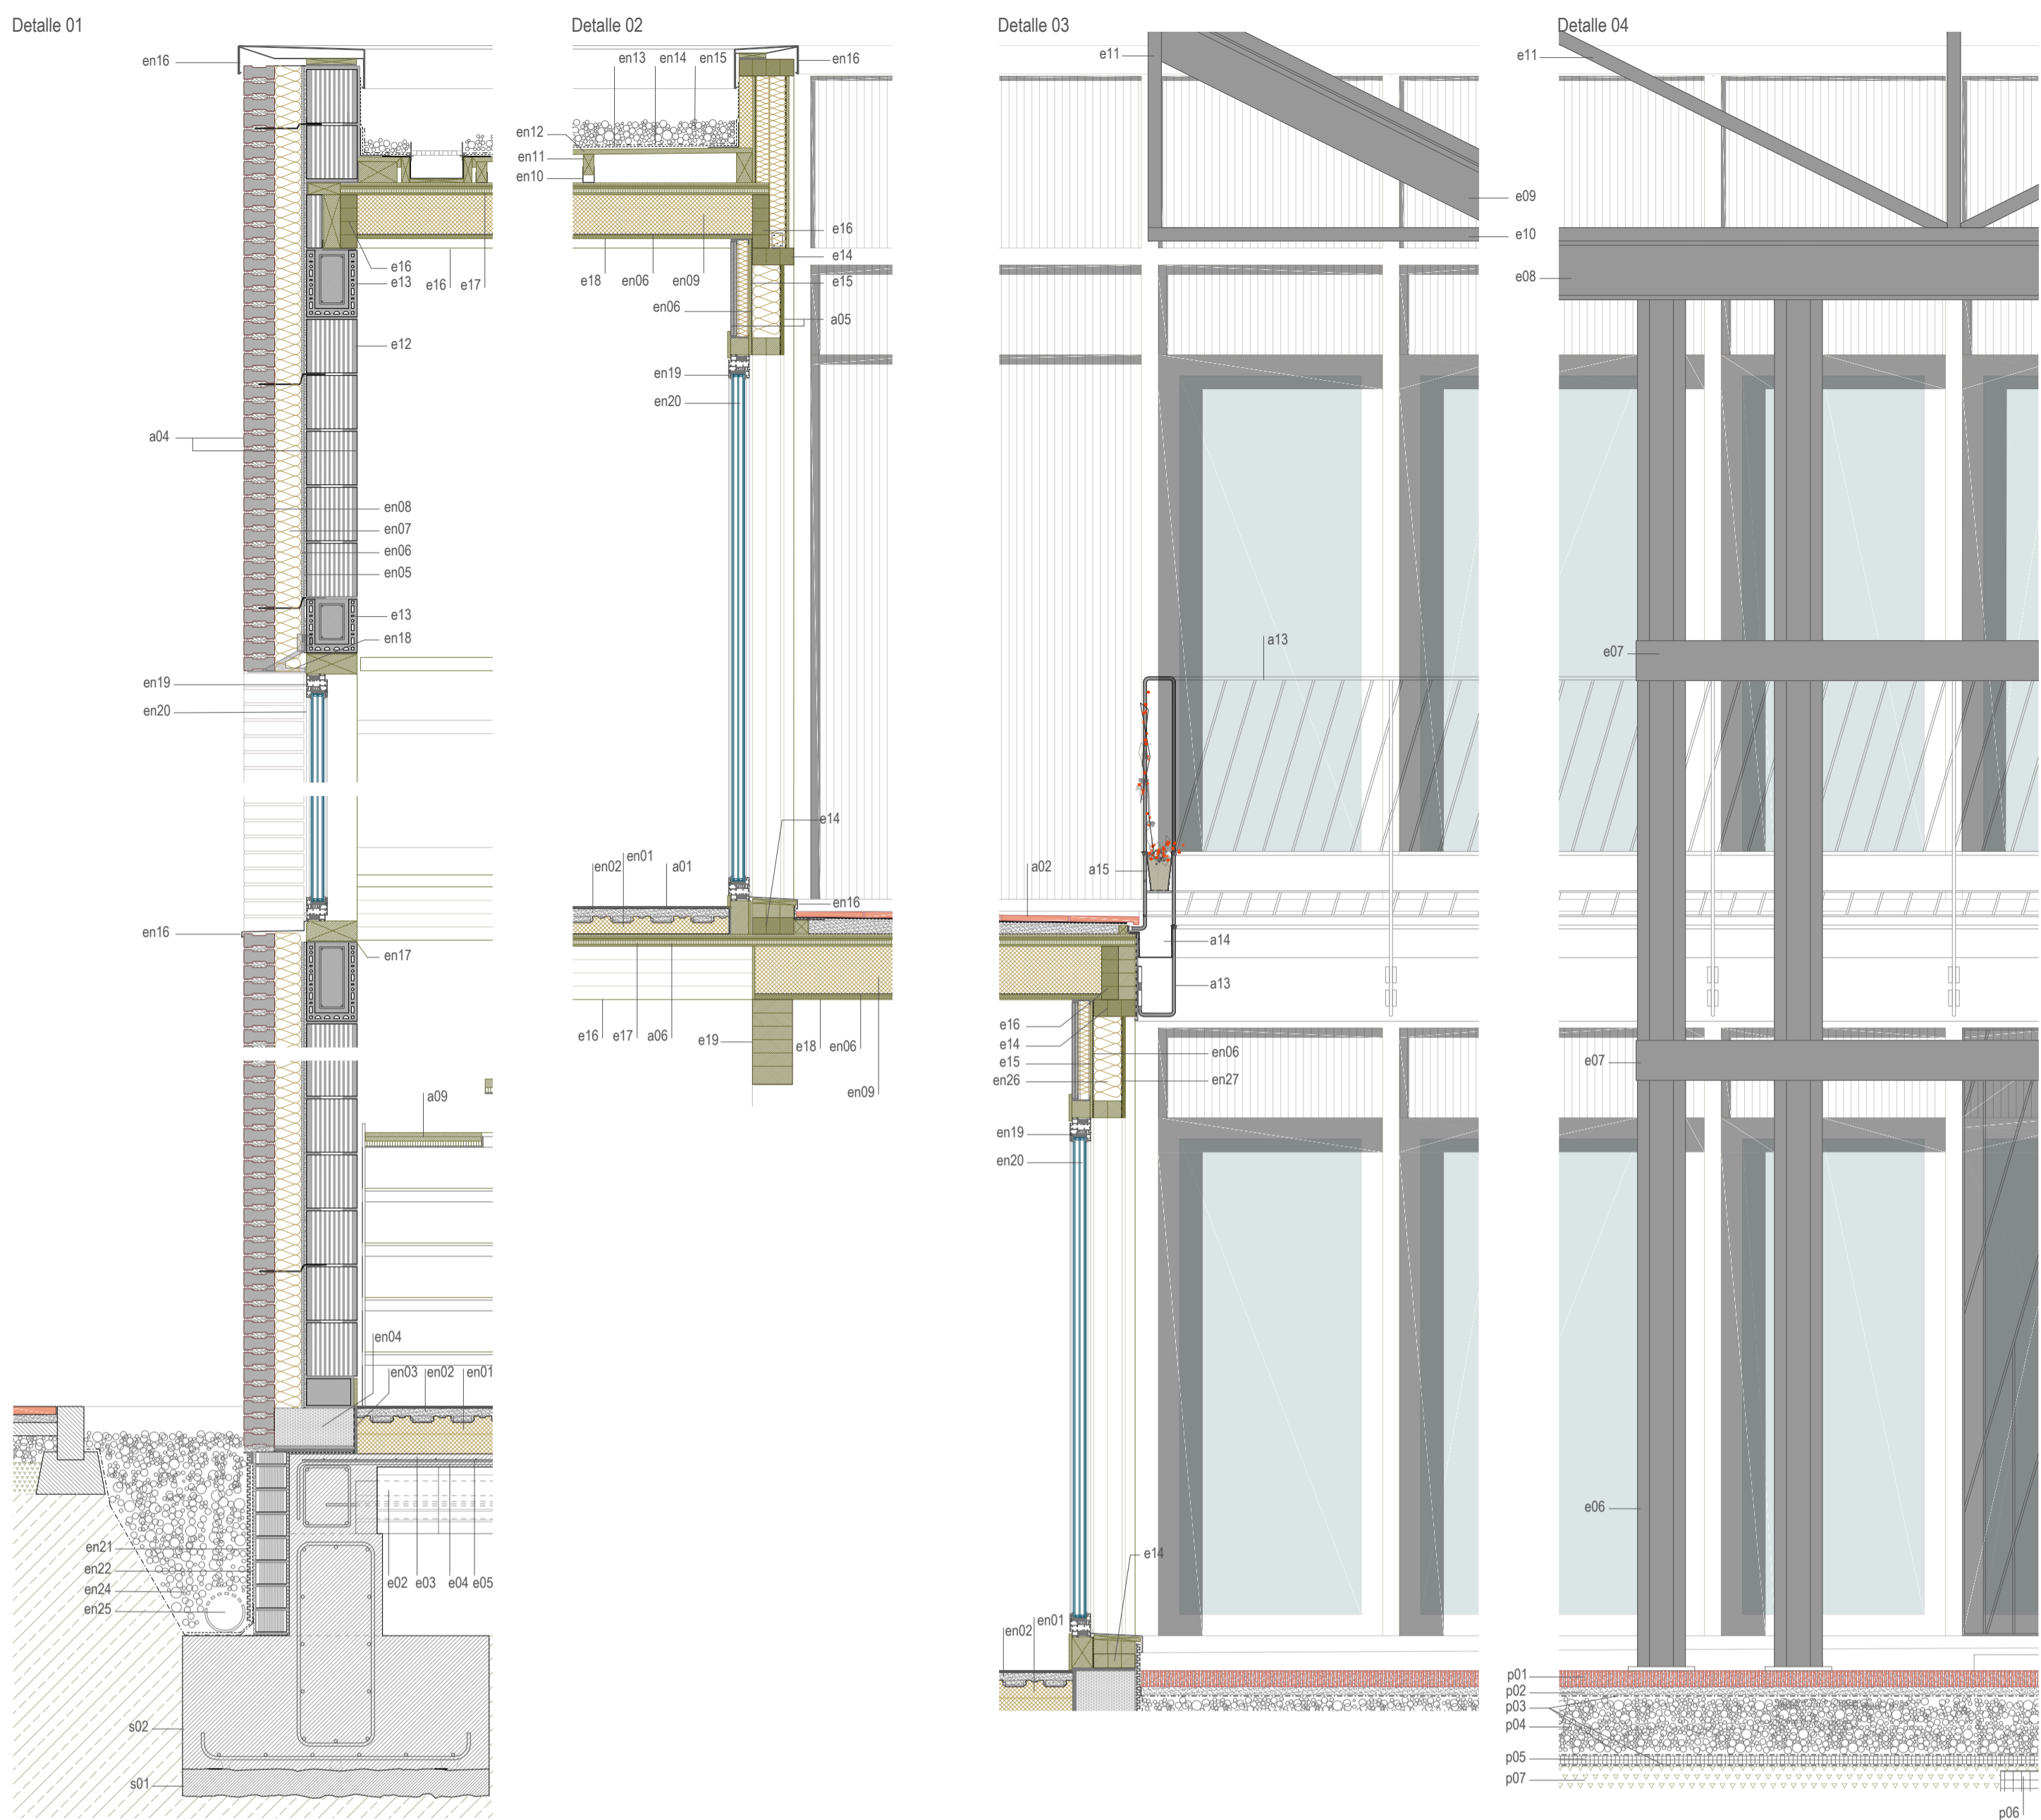 Detalle 01
en16
e16
e13
e16
e17
e12
a04
en08
en07
en06
en05
e13
en18
en19
en20
en16
en17
a09
en04
en03
en02
en01
en21
en22
en24
en25
e02
e03
e04
e05
s02
s01
Detalle 02
en13
en14
en15
en16
en12
en11
en10
e16
e14
e18
en06
en09
e15
en06
a05
en19
en20
e14
en02
en01
a01
en16
e16
e17
a06
e19
e18
en06
en09
Detalle 03
e11
e09
e10
a13
a02
a15
a14
a13
e16
e14
e15
en26
en06
en27
en19
en20
e14
en02
en01
Detalle 04
e11
e08
e07
e07
e06
p01
p02
p03
p04
p05
p07
p06